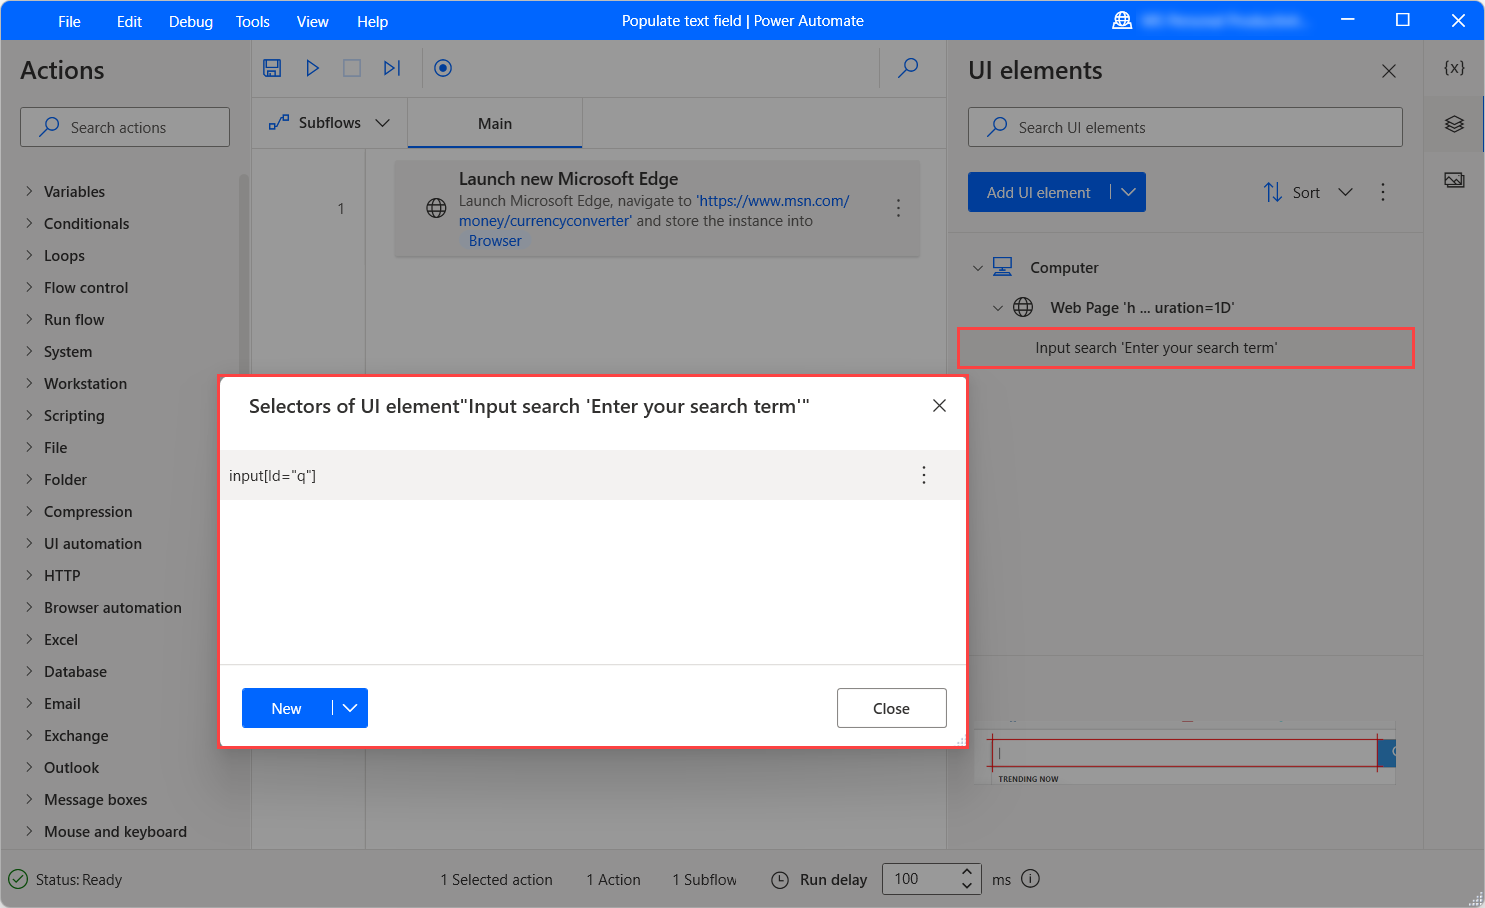 File Edit Debug Tools View Help
Populate text field | Power Automate
Actions
Search actions
Variables
Conditionals
Loops
Flow control
Run flow
System
Workstation
Scripting
File
Folder
Compression
UI automation
HTTP
Browser automation
Excel
Database
Email
Exchange
Outlook
Message boxes
Mouse and keyboard
Subflows
Main
1
Launch new Microsoft Edge
Launch Microsoft Edge, navigate to 'https://www.msn.com/
money/currencyconverter' and store the instance into
Browser
UI elements
{x}
Search UI elements
Add UI element
Sort
Computer
Web Page 'h ... uration=1D'
Input search 'Enter your search term'
Selectors of UI element"Input search 'Enter your search term'"
input[Id="q"]
New
Close
TRENDING NOW
Status: Ready
1 Selected action
1 Action
1 Subflow
Run delay
100
ms